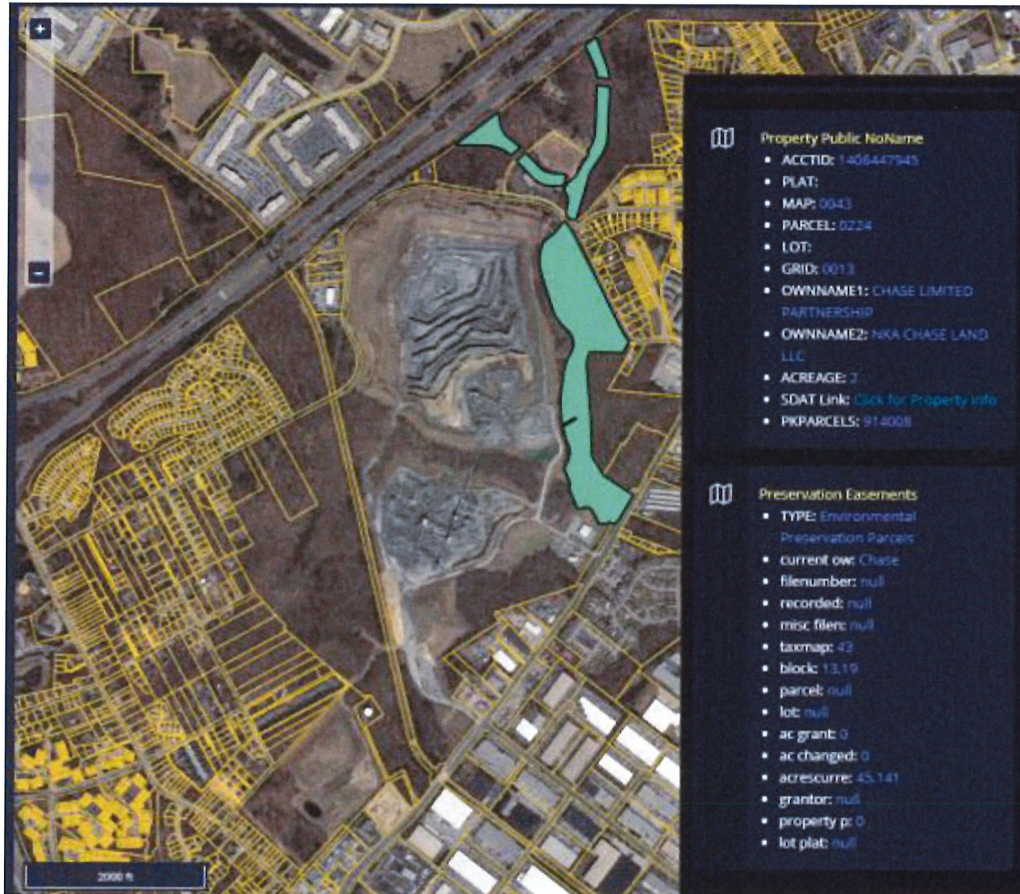 +
−
2000 ft
Property Public NoName
• ACCTID: 1406447945
• PLAT:
• MAP: 0043
• PARCEL: 0234
• LOT:
• GRID: 0013
• OWNNAME1: CHASE LIMITED
PARTNERSHIP
• OWNNAME2: NKA CHASE LAND
LLC
• ACREAGE: 2
• SDAT Link: Click for Property info
• PKPARCELS: 914008
Preservation Easements
• TYPE: Environmental
Preservation Parcels
• current ow: Chase
• filenumber: null
• recorded: null
• misc filen: null
• taxmap: 43
• block: 13,19
• parcel: null
• lot: null
• ac grant: 0
• ac changed: 0
• acrescurre: 45.141
• grantor: null
• property p: 0
• lot plat: null